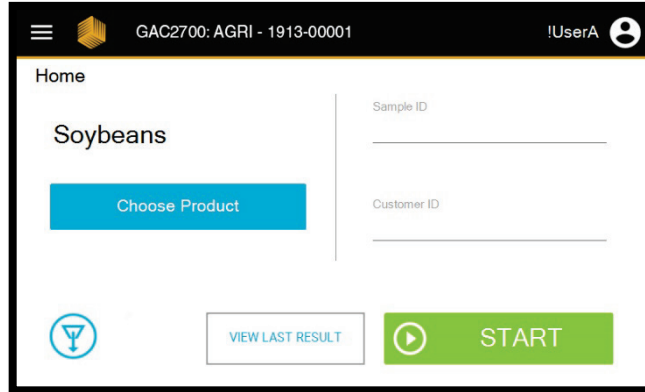 GAC2700: AGRI - 1913-00001
!UserA
Home
Soybeans
Choose Product
Sample ID
Customer ID
VIEW LAST RESULT
START